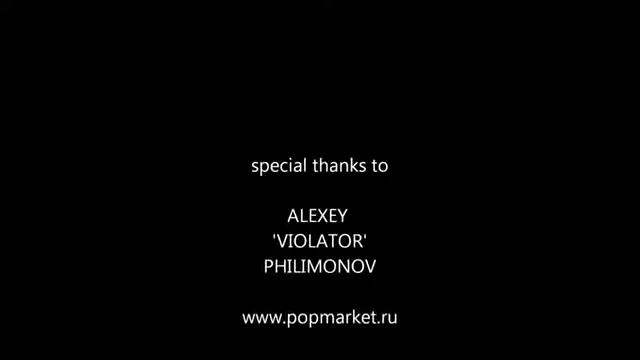 special thanks to
ALEXEY
'VIOLATOR'
PHILIMONOV
www.popmarket.ru